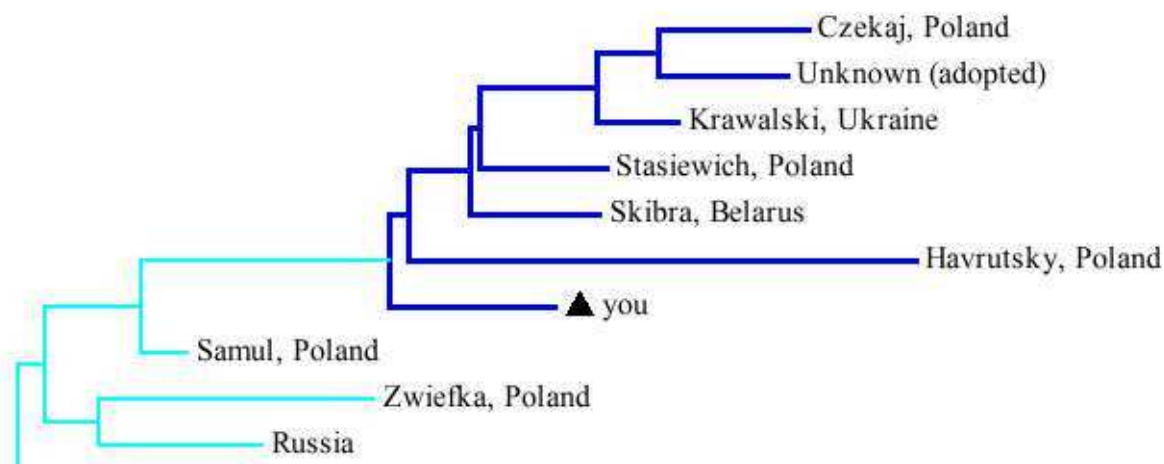 Czekaj, Poland
Unknown (adopted)
Krawalski, Ukraine
Stasiewich, Poland
Skibra, Belarus
Havrutsky, Poland
you
Samul, Poland
Zwiefka, Poland
Russia